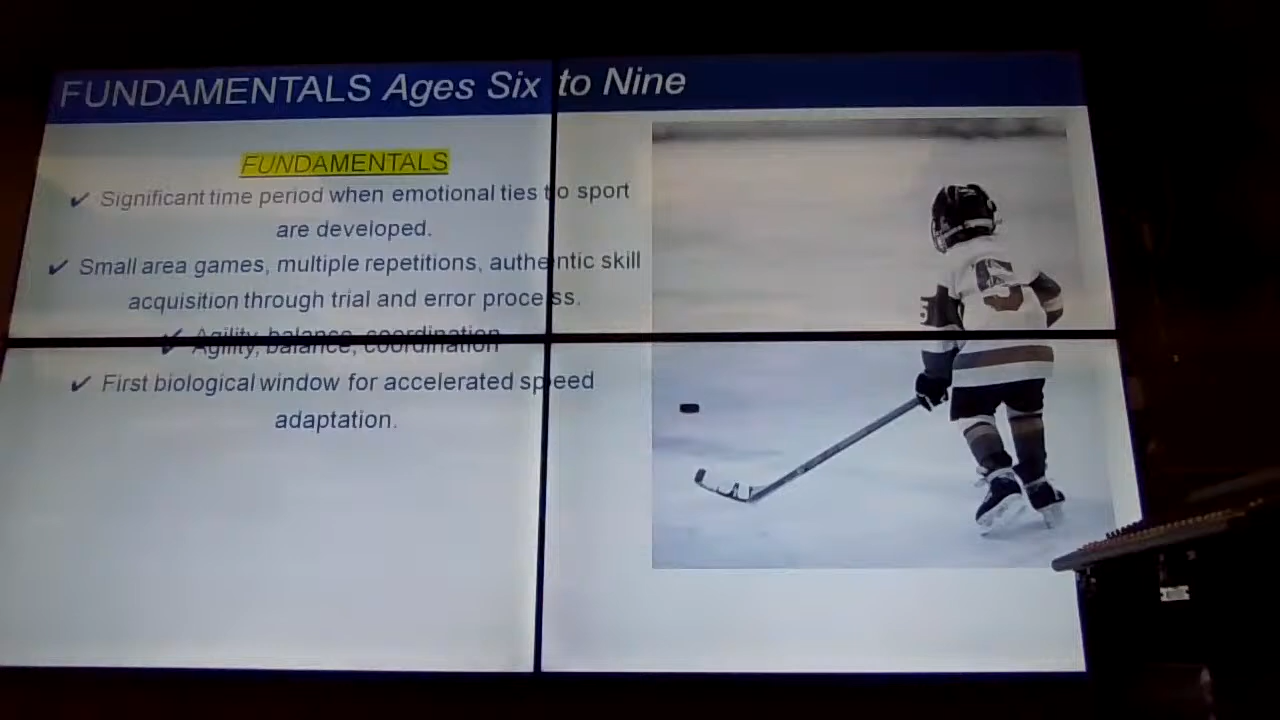 FUNDAMENTALS Ages Six to Nine
FUNDAMENTALS
✔ Significant time period when emotional ties to sport
are developed.
✔ Small area games, multiple repetitions, authentic skill
acquisition through trial and error process.
✔ Agility, balance, coordination
✔ First biological window for accelerated speed
adaptation.
5